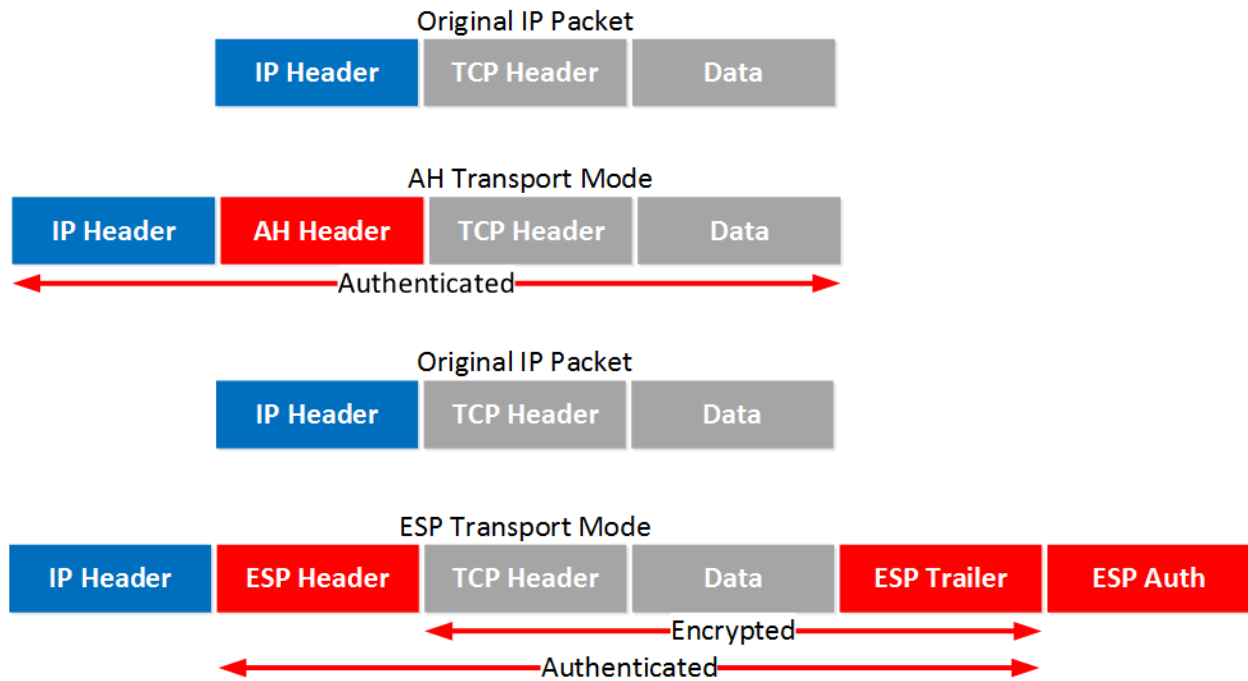 Original IP Packet
IP Header TCP Header Data
AH Transport Mode
IP Header AH Header TCP Header Data
Authenticated
Original IP Packet
IP Header TCP Header Data
ESP Transport Mode
IP Header ESP Header TCP Header Data ESP Trailer ESP Auth
Encrypted
Authenticated